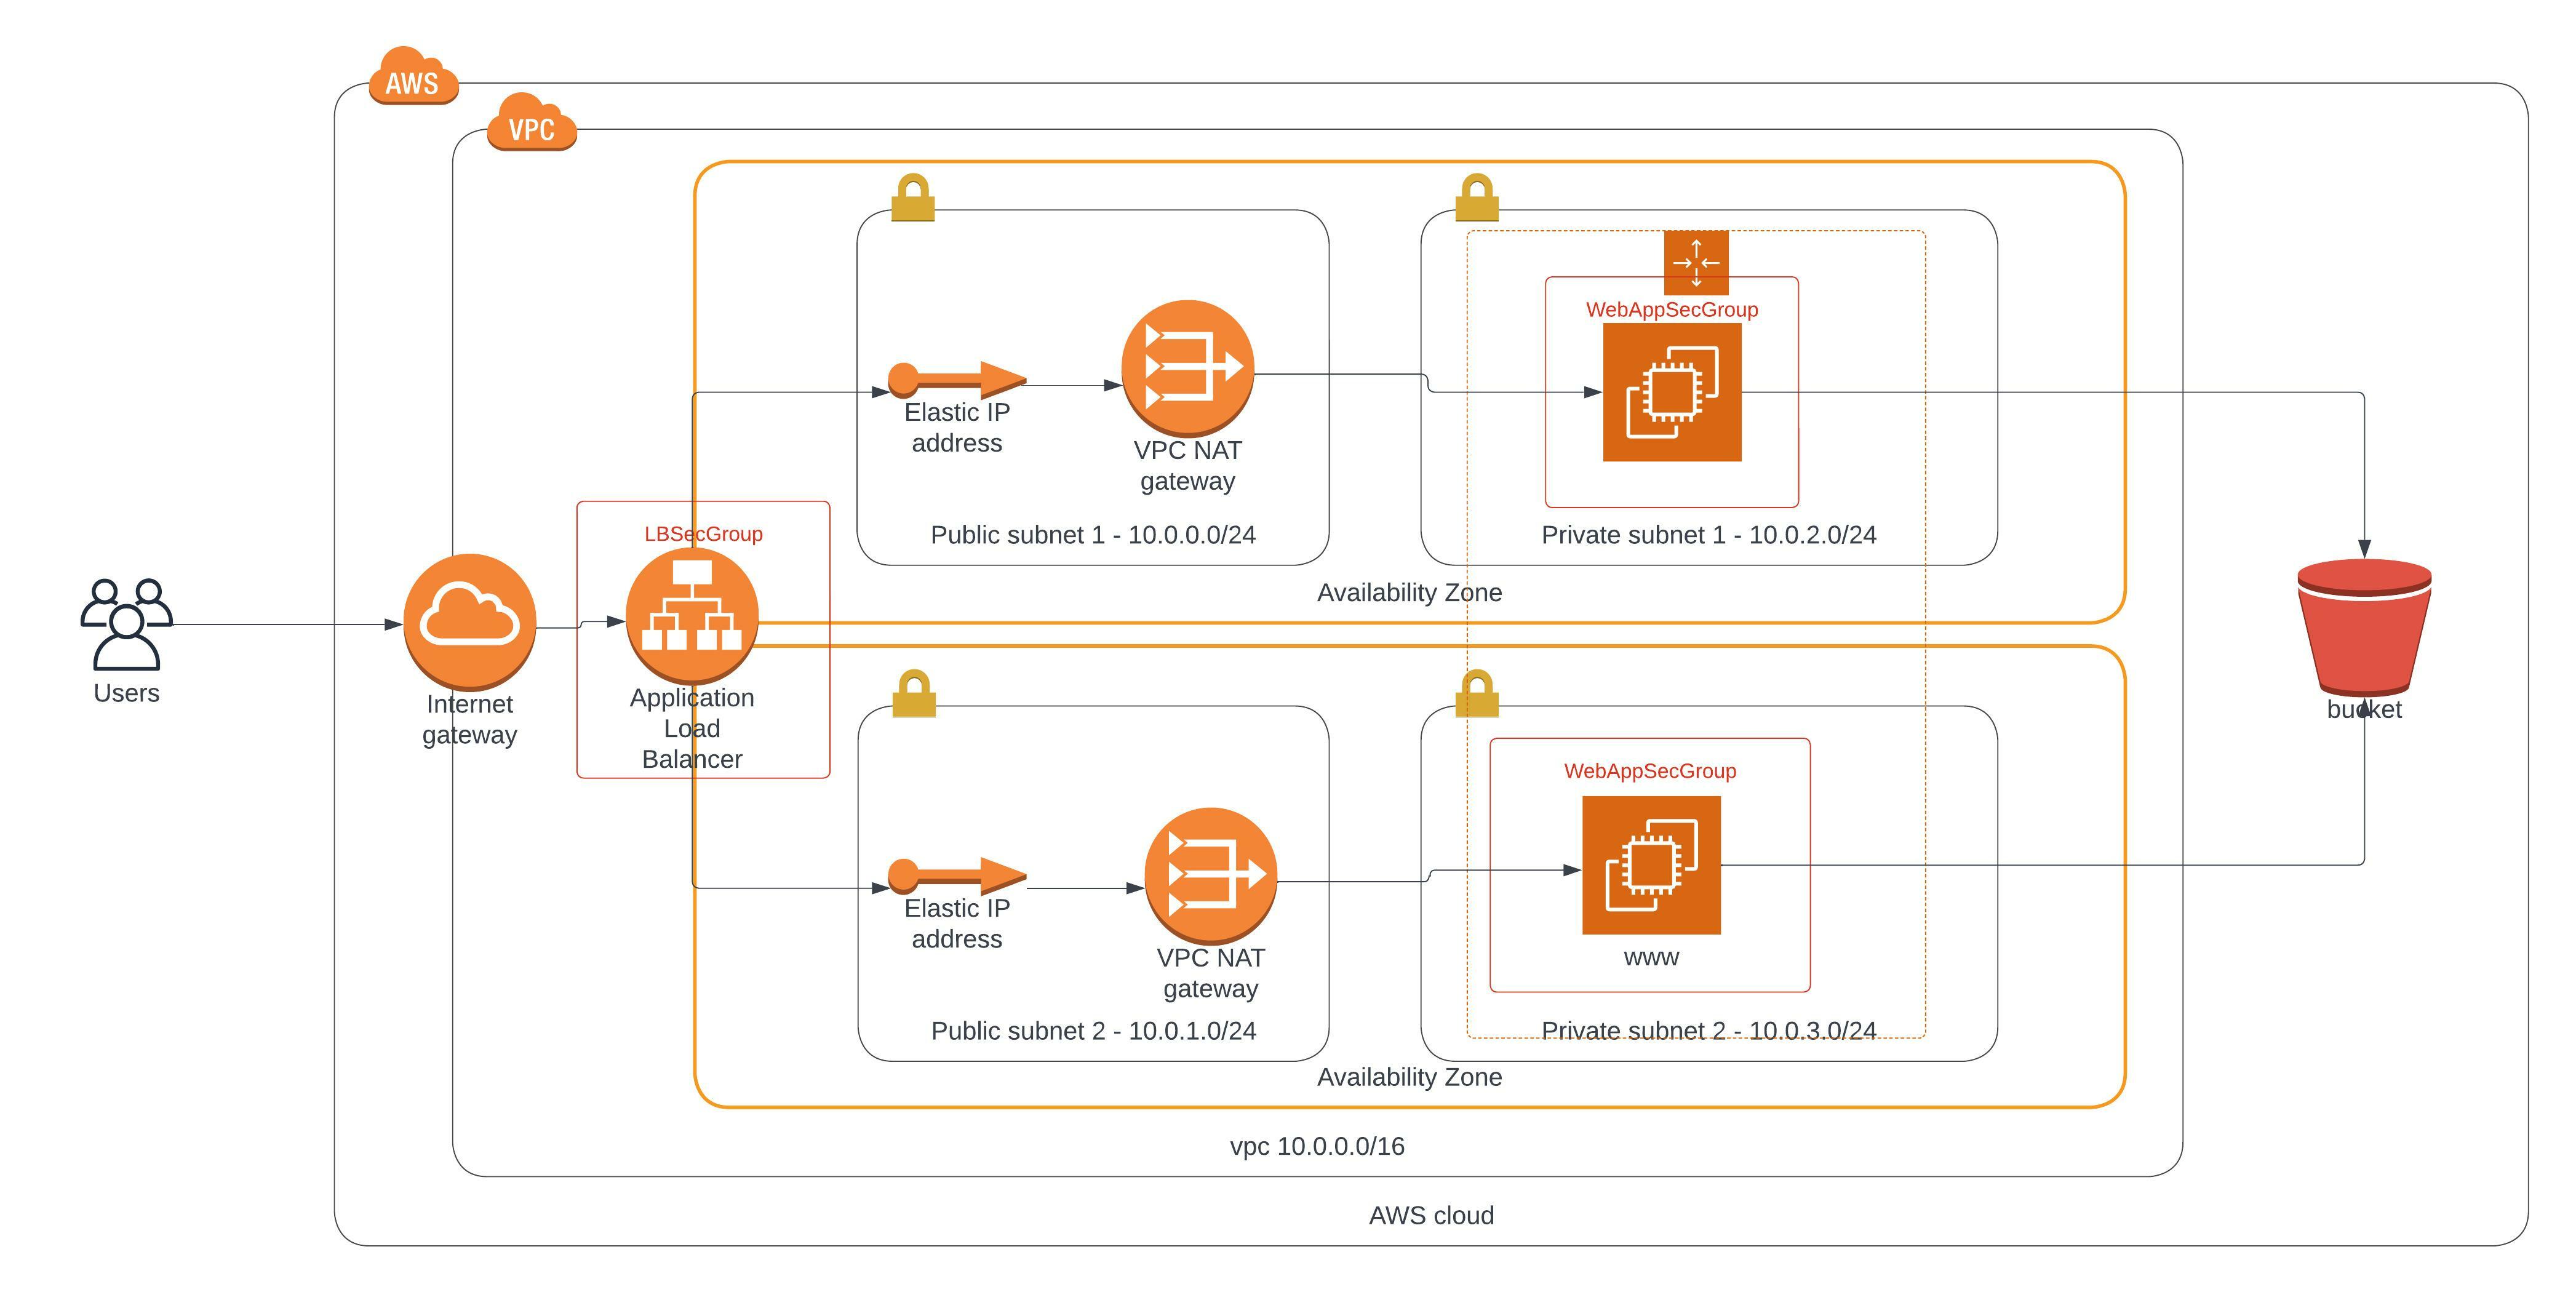 AWS
VPC
WebAppSecGroup
Elastic IP
address
VPC NAT
gateway
Public subnet 1 - 10.0.0.0/24
Private subnet 1 - 10.0.2.0/24
Availability Zone
LBSecGroup
Users
Internet
gateway
Application
Load
Balancer
bucket
WebAppSecGroup
Elastic IP
address
VPC NAT
gateway
www
Public subnet 2 - 10.0.1.0/24
Private subnet 2 - 10.0.3.0/24
Availability Zone
vpc 10.0.0.0/16
AWS cloud